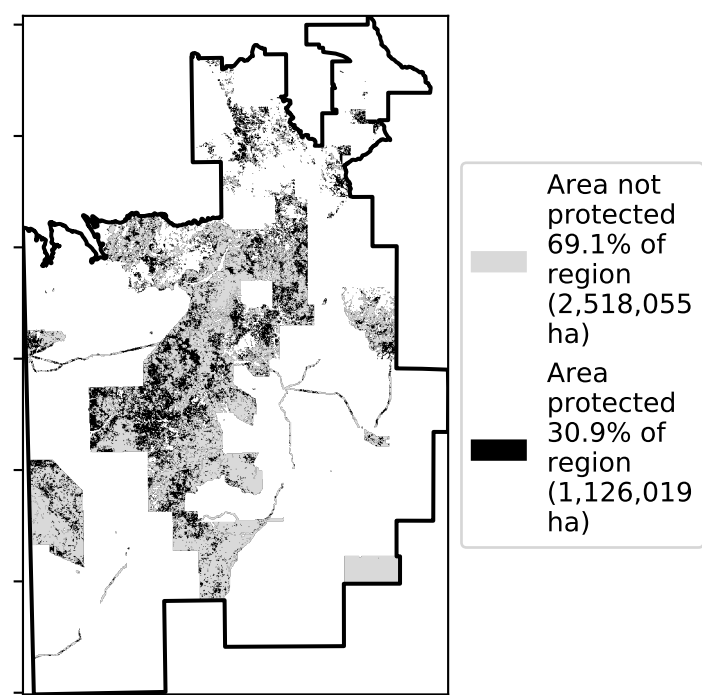 Area not
protected
69.1% of
region
(2,518,055
ha)
Area
protected
30.9% of
region
(1,126,019
ha)